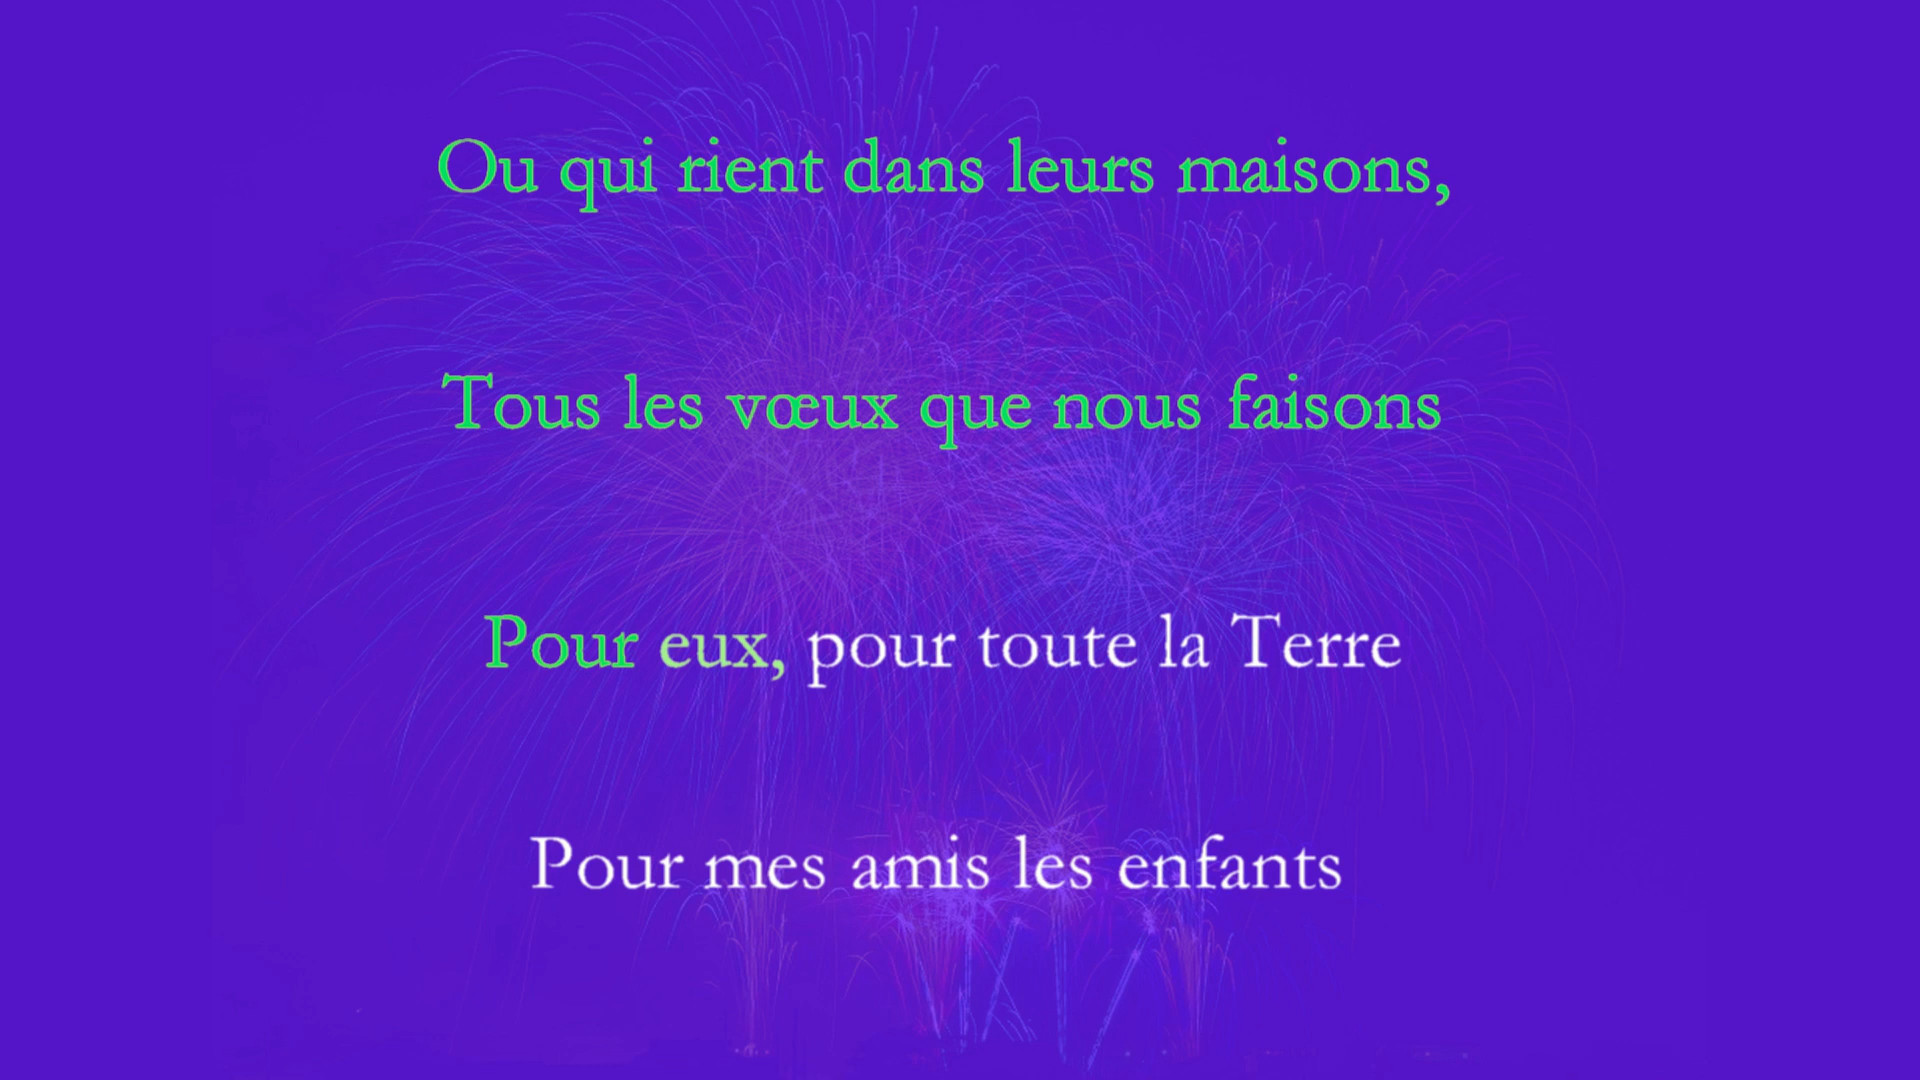 Ou qui rient dans leurs maisons,
Tous les vœux que nous faisons
Pour eux, pour toute la Terre
Pour mes amis les enfants